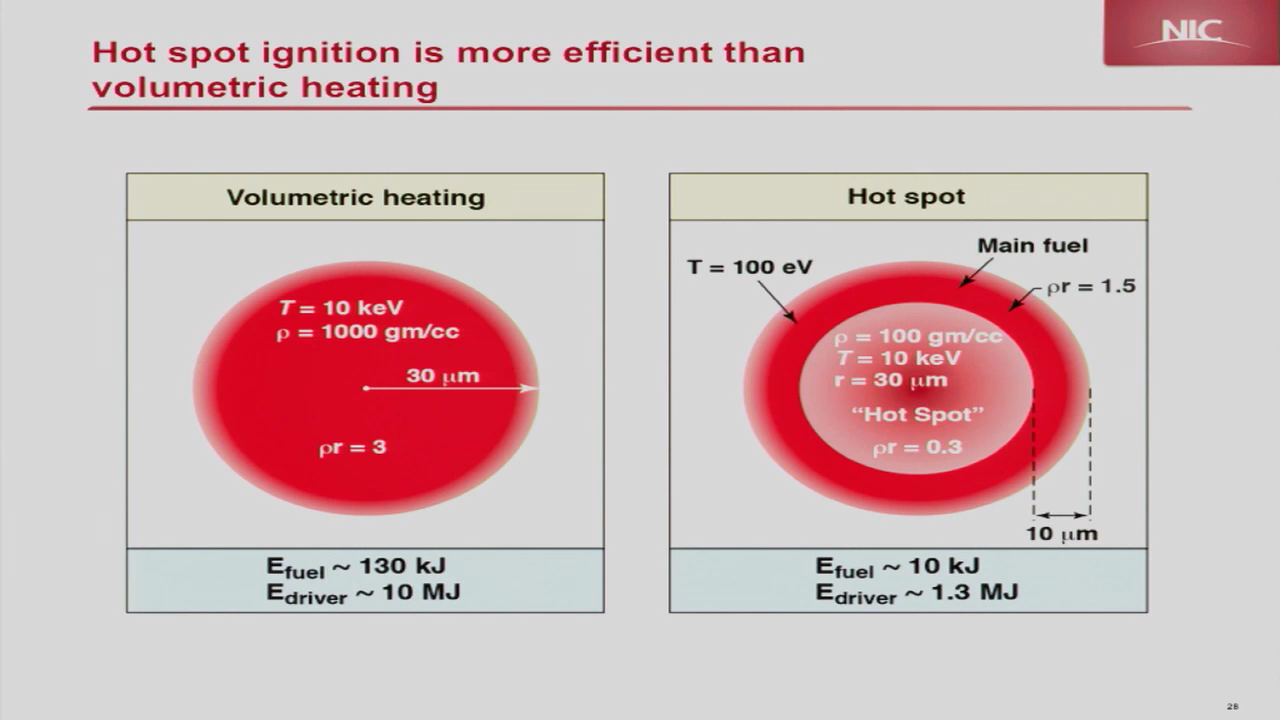 NIC
Hot spot ignition is more efficient than
volumetric heating
Volumetric heating
T = 10 keV
ρ = 1000 gm/cc
30 μm
ρr = 3
E_fuel ~ 130 kJ
E_driver ~ 10 MJ
Hot spot
Main fuel
T = 100 eV
ρr = 1.5
ρ = 100 gm/cc
T = 10 keV
r = 30 μm
“Hot Spot”
ρr = 0.3
10 μm
E_fuel ~ 10 kJ
E_driver ~ 1.3 MJ
28